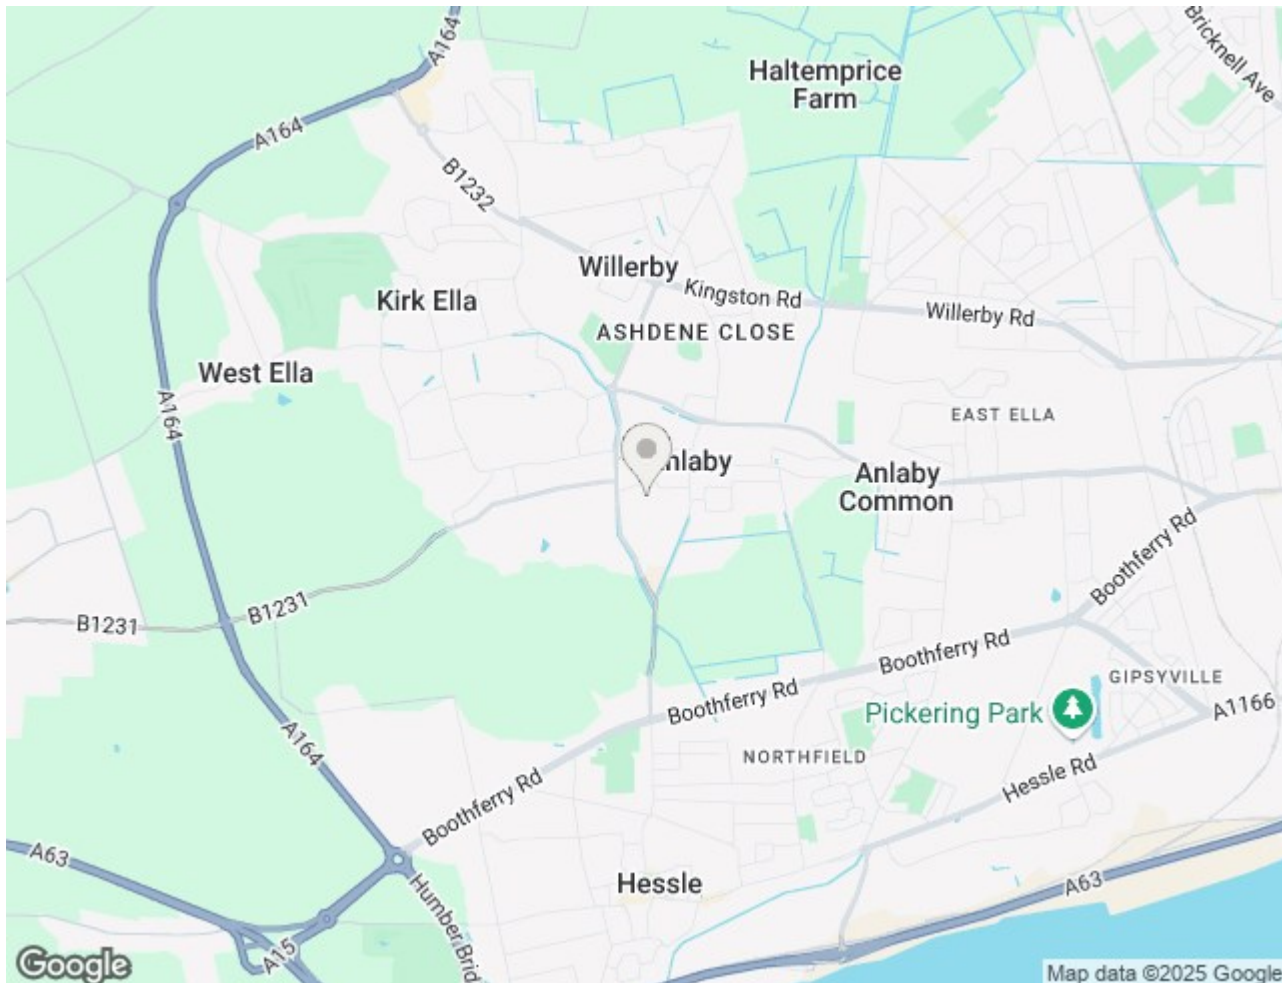 A164
Bricknell Ave
Haltemprice
Farm
A164
B1232
Willerby
Kingston Rd
Kirk Ella
Willerby Rd
ASHDENE CLOSE
West Ella
A164
EAST ELLA
Anlaby
Common
Boothferry Rd
B1231
B1231
Boothferry Rd
GIPSYVILLE
Boothferry Rd
A1166
Pickering Park
A164
NORTHFIELD
Hessle Rd
Boothferry Rd
A63
Hessle
A63
A15
Google
Map data ©2025 Google